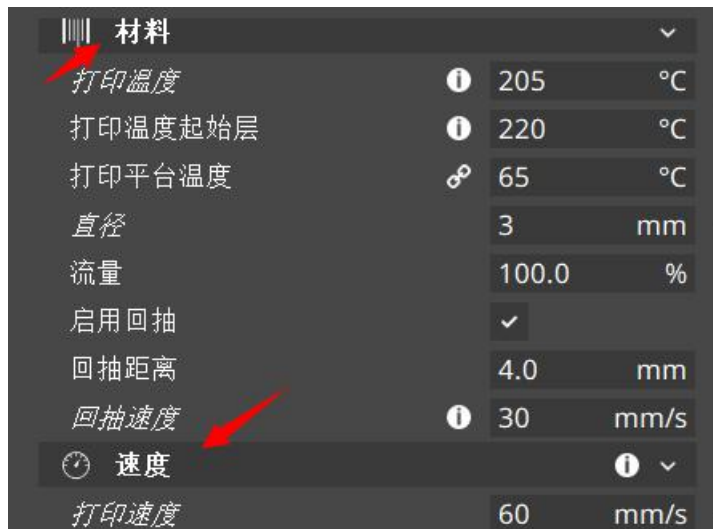 材料
打印温度 205 °C
打印温度起始层 220 °C
打印平台温度 65 °C
直径 3 mm
流量 100.0 %
启用回抽
回抽距离 4.0 mm
回抽速度 30 mm/s
速度
打印速度 60 mm/s